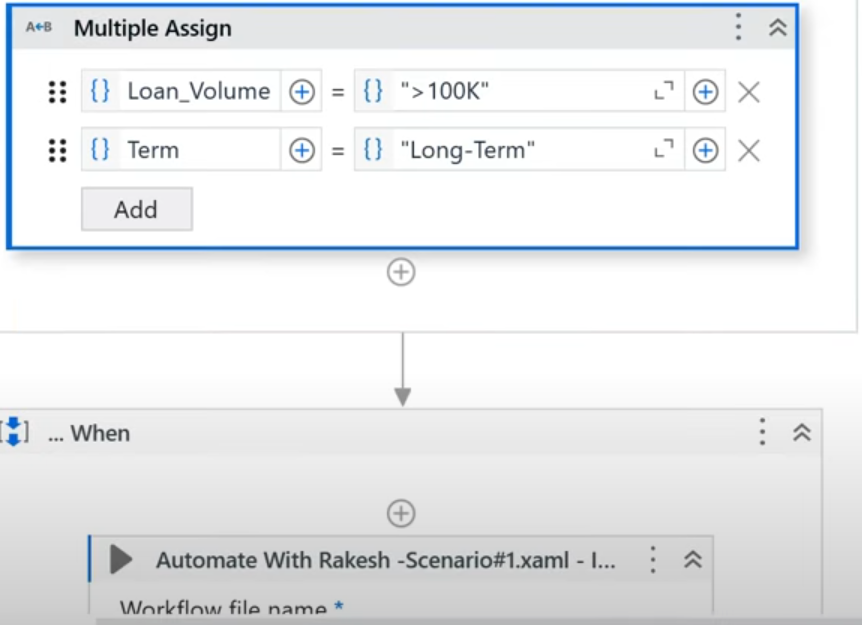 A←B Multiple Assign
{} Loan_Volume = {} ">100K"
{} Term = {} "Long-Term"
Add
... When
Automate With Rakesh -Scenario#1.xaml - I...
Workflow file name *